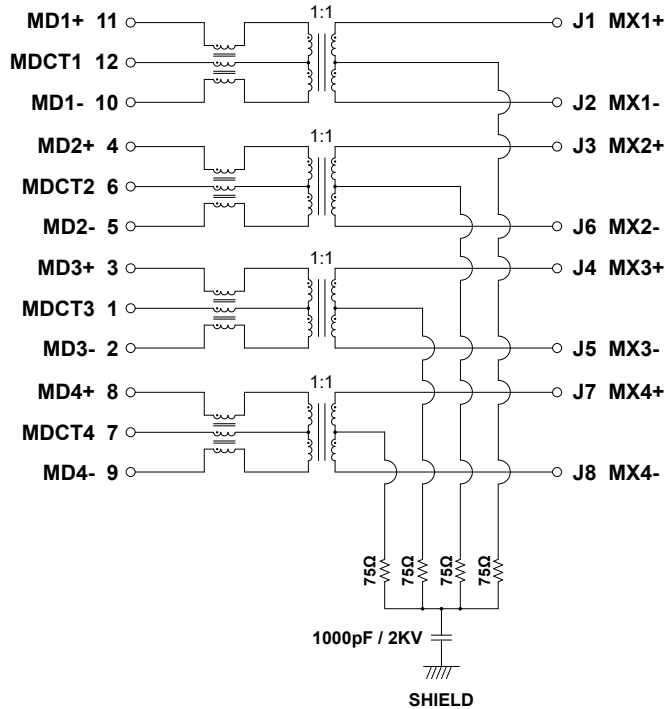 1:1
MD1+ 11 J1 MX1+
MDCT1 12
MD1- 10 J2 MX1-
1:1
MD2+ 4 J3 MX2+
MDCT2 6
MD2- 5 J6 MX2-
1:1
MD3+ 3 J4 MX3+
MDCT3 1
MD3- 2 J5 MX3-
1:1
MD4+ 8 J7 MX4+
MDCT4 7
MD4- 9 J8 MX4-
75Ω 75Ω 75Ω 75Ω
1000pF / 2KV
SHIELD